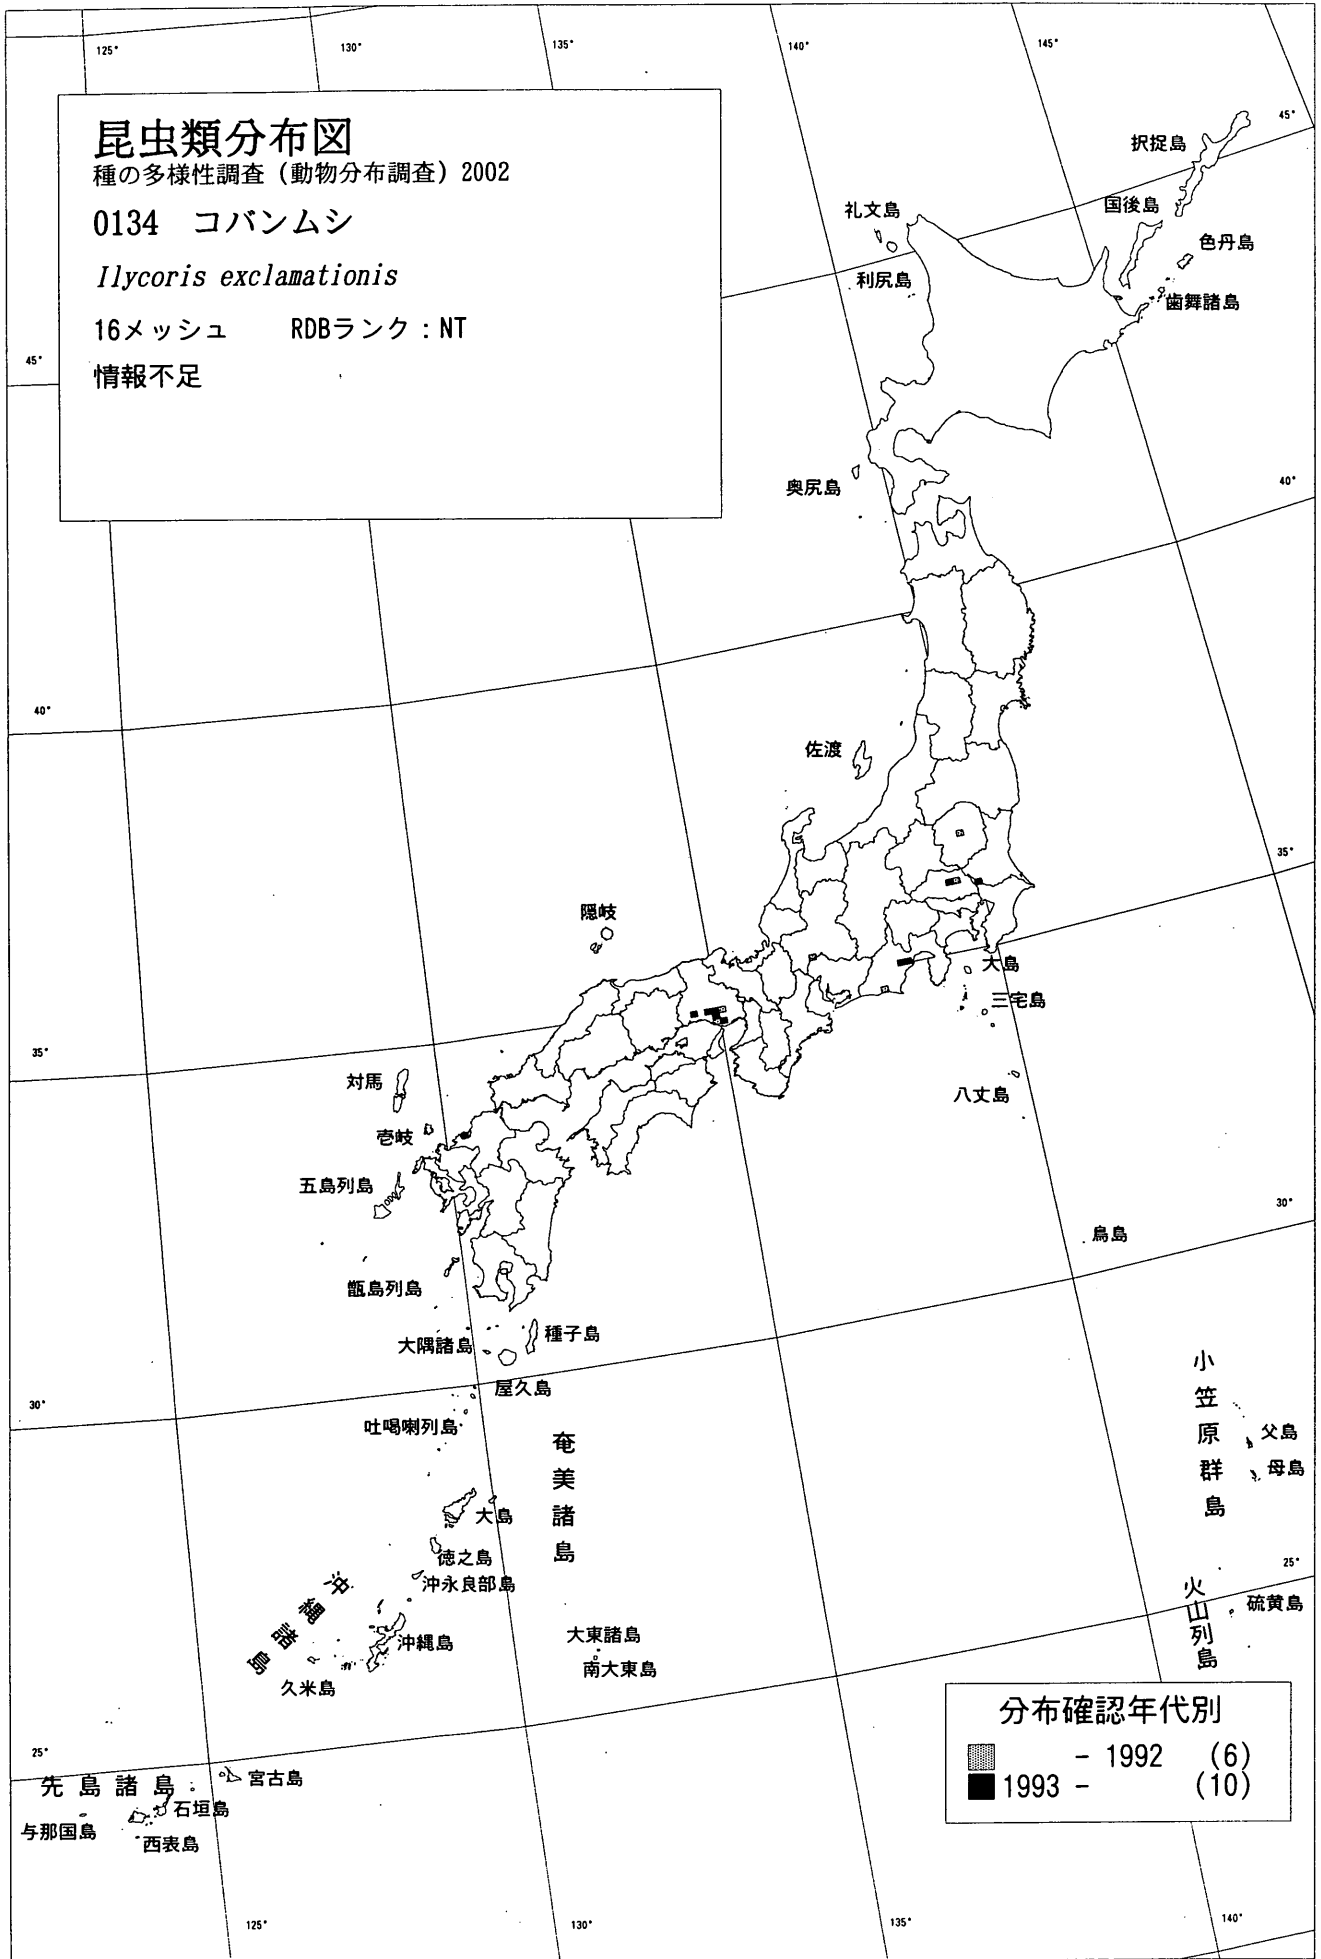 125°
130°
135°
140°
145°
昆虫類分布図
種の多様性調査（動物分布調査）2002
0134　コバンムシ
Ilycoris exclamationis
16メッシュ　RDBランク：NT
情報不足
45°
択捉島
国後島
色丹島
歯舞諸島
礼文島
利尻島
45°
奥尻島
40°
40°
佐渡
35°
隠岐
大島
三宅島
八丈島
35°
対馬
壱岐
五島列島
30°
鳥島
甑島列島
大隅諸島
種子島
屋久島
30°
吐喝喇列島
奄美諸島
大島
徳之島
沖永良部島
沖縄諸島
沖縄島
久米島
大東諸島
南大東島
小笠原群島
父島
母島
25°
火山列島
硫黄島
25°
先島諸島
宮古島
石垣島
与那国島
西表島
分布確認年代別
- 1992 (6)
1993 - (10)
125°
130°
135°
140°